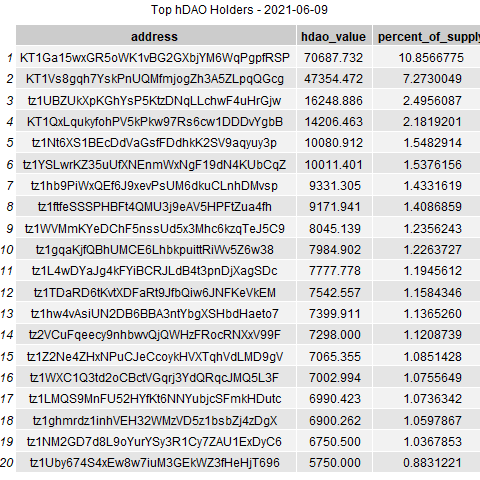 Top hDAO Holders - 2021-06-09
address hdao_value percent_of_supply
1 KT1Ga15wxGR5oWK1vBG2GXbjYM6WqPgpfRSP 70687.732 10.8566775
2 KT1Vs8gqh7YskPnUQMfmjogZh3A5ZLpqQGcg 47354.472 7.2730049
3 tz1UBZUkXpKGhYsP5KtzDNqLLchwF4uHrGjw 16248.886 2.4956087
4 KT1QxLqukyfohPV5kPkw97Rs6cw1DDDvYgbB 14206.463 2.1819201
5 tz1Nt6XS1BEcDdVaGsfFDdhkK2SV9aqyuy3p 10080.912 1.5482914
6 tz1YSLwrKZ35uUfXNEnmWxNgF19dN4KUbCqZ 10011.401 1.5376156
7 tz1hb9PiWxQEf6J9xevPsUM6dkuCLnhDMvsp 9331.305 1.4331619
8 tz1ftfeSSSPHBFt4QMU3j9eAV5HPFtZua4fh 9171.941 1.4086859
9 tz1WVMmKYeDChF5nssUd5x3Mhc6kzqTeJ5C9 8045.139 1.2356243
10 tz1gqaKjfQBhUMCE6LhbkpuittRiWv5Z6w38 7984.902 1.2263727
11 tz1L4wDYaJg4kFYiBCRJLdB4t3pnDjXagSDc 7777.778 1.1945612
12 tz1TDaRD6tKvtXDFaRt9JfbQiw6JNFKeVkEM 7542.557 1.1584346
13 tz1hw4vAsiUN2DB6BBA3ntYbgXSHbdHaeto7 7399.911 1.1365260
14 tz2VCuFqeecy9nhbwvQjQWHzFRocRNXxV99F 7298.000 1.1208739
15 tz1Z2Ne4ZHxNPuCJeCcoykHVXTqhVdLMD9gV 7065.355 1.0851428
16 tz1WXC1Q3td2oCBctVGqrj3YdQRqcJMQ5L3F 7002.994 1.0755649
17 tz1LMQS9MnFU52HYfKt6NNYubjcSFmkHDutc 6990.423 1.0736342
18 tz1ghmrdz1inhVEH32WMzVD5z1bsbZj4zDgX 6900.262 1.0597867
19 tz1NM2GD7d8L9oYurYSy3R1Cy7ZAU1ExDyC6 6750.500 1.0367853
20 tz1Uby674S4xEw8w7iuM3GEkWZ3fHeHjT696 5750.000 0.8831221